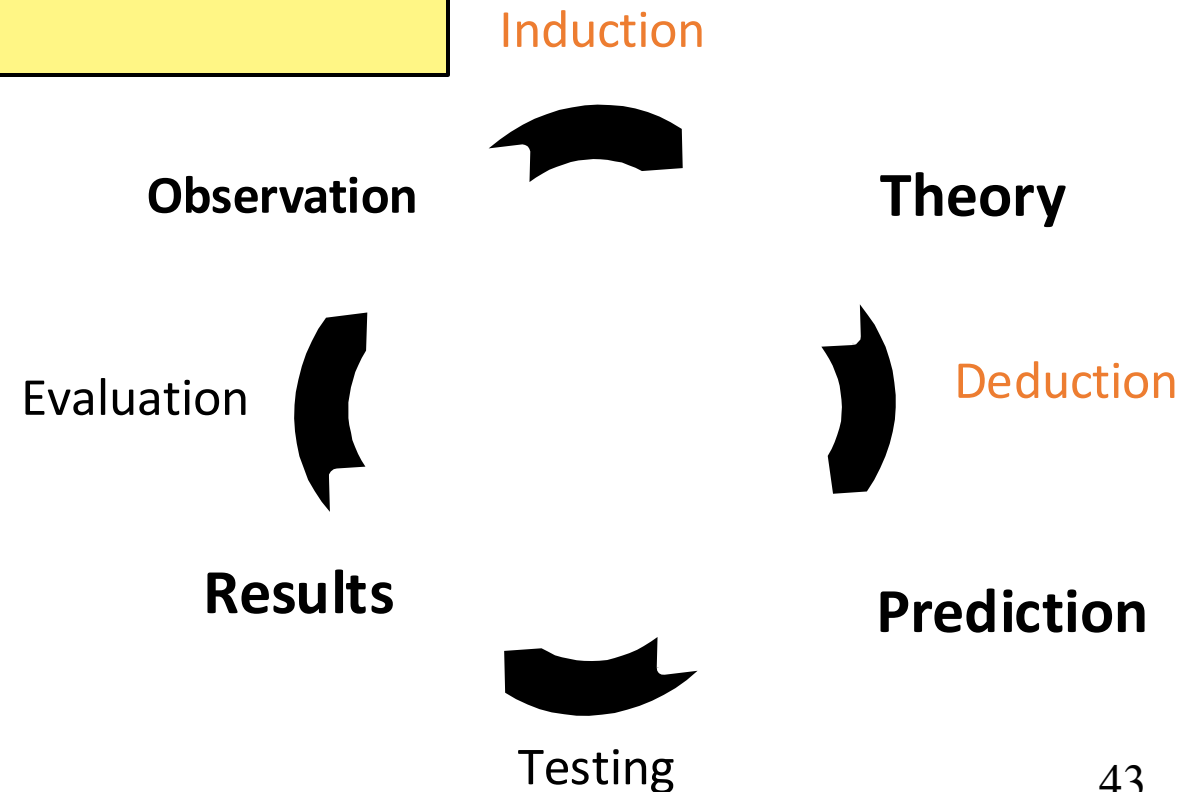 Induction
Observation
Theory
Evaluation
Deduction
Results
Prediction
Testing
43